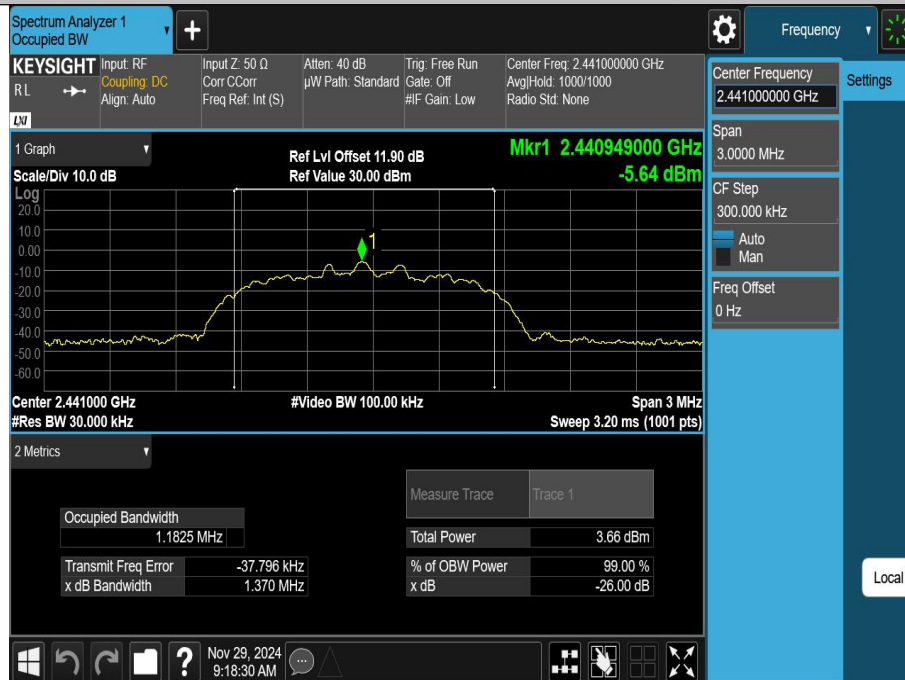 Spectrum Analyzer 1
Occupied BW
+
Frequency
KEYSIGHT
RL
LXI
Input: RF
Coupling: DC
Align: Auto
Input Z: 50 Ω
Corr CCorr
Freq Ref: Int (S)
Atten: 40 dB
µW Path: Standard
Trig: Free Run
Gate: Off
#IF Gain: Low
Center Freq: 2.441000000 GHz
Avg|Hold: 1000/1000
Radio Std: None
Center Frequency
2.441000000 GHz
Settings
Span
3.0000 MHz
CF Step
300.000 kHz
Auto
Man
Freq Offset
0 Hz
1 Graph
Scale/Div 10.0 dB
Ref Lvl Offset 11.90 dB
Ref Value 30.00 dBm
Mkr1 2.440949000 GHz
-5.64 dBm
Log
20.0
10.0
0.00
-10.0
-20.0
-30.0
-40.0
-50.0
-60.0
1
Center 2.441000 GHz
#Res BW 30.000 kHz
#Video BW 100.00 kHz
Span 3 MHz
Sweep 3.20 ms (1001 pts)
2 Metrics
Measure Trace Trace 1
Occupied Bandwidth
1.1825 MHz
Total Power 3.66 dBm
Transmit Freq Error -37.796 kHz
% of OBW Power 99.00 %
x dB Bandwidth 1.370 MHz
x dB -26.00 dB
Local
?
Nov 29, 2024
9:18:30 AM